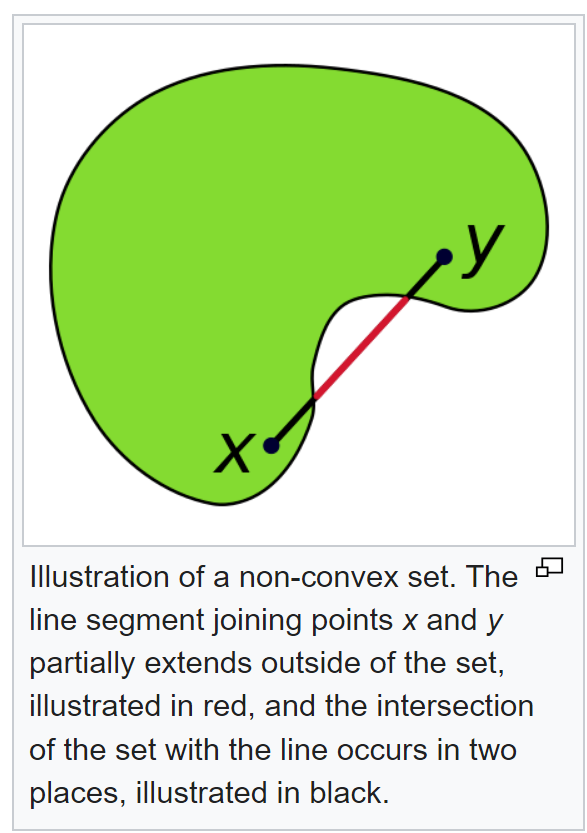 y
x
Illustration of a non-convex set. The
line segment joining points x and y
partially extends outside of the set,
illustrated in red, and the intersection
of the set with the line occurs in two
places, illustrated in black.